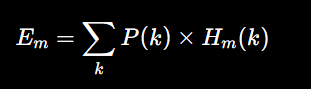 E_m = \sum_k P(k) \times H_m(k)